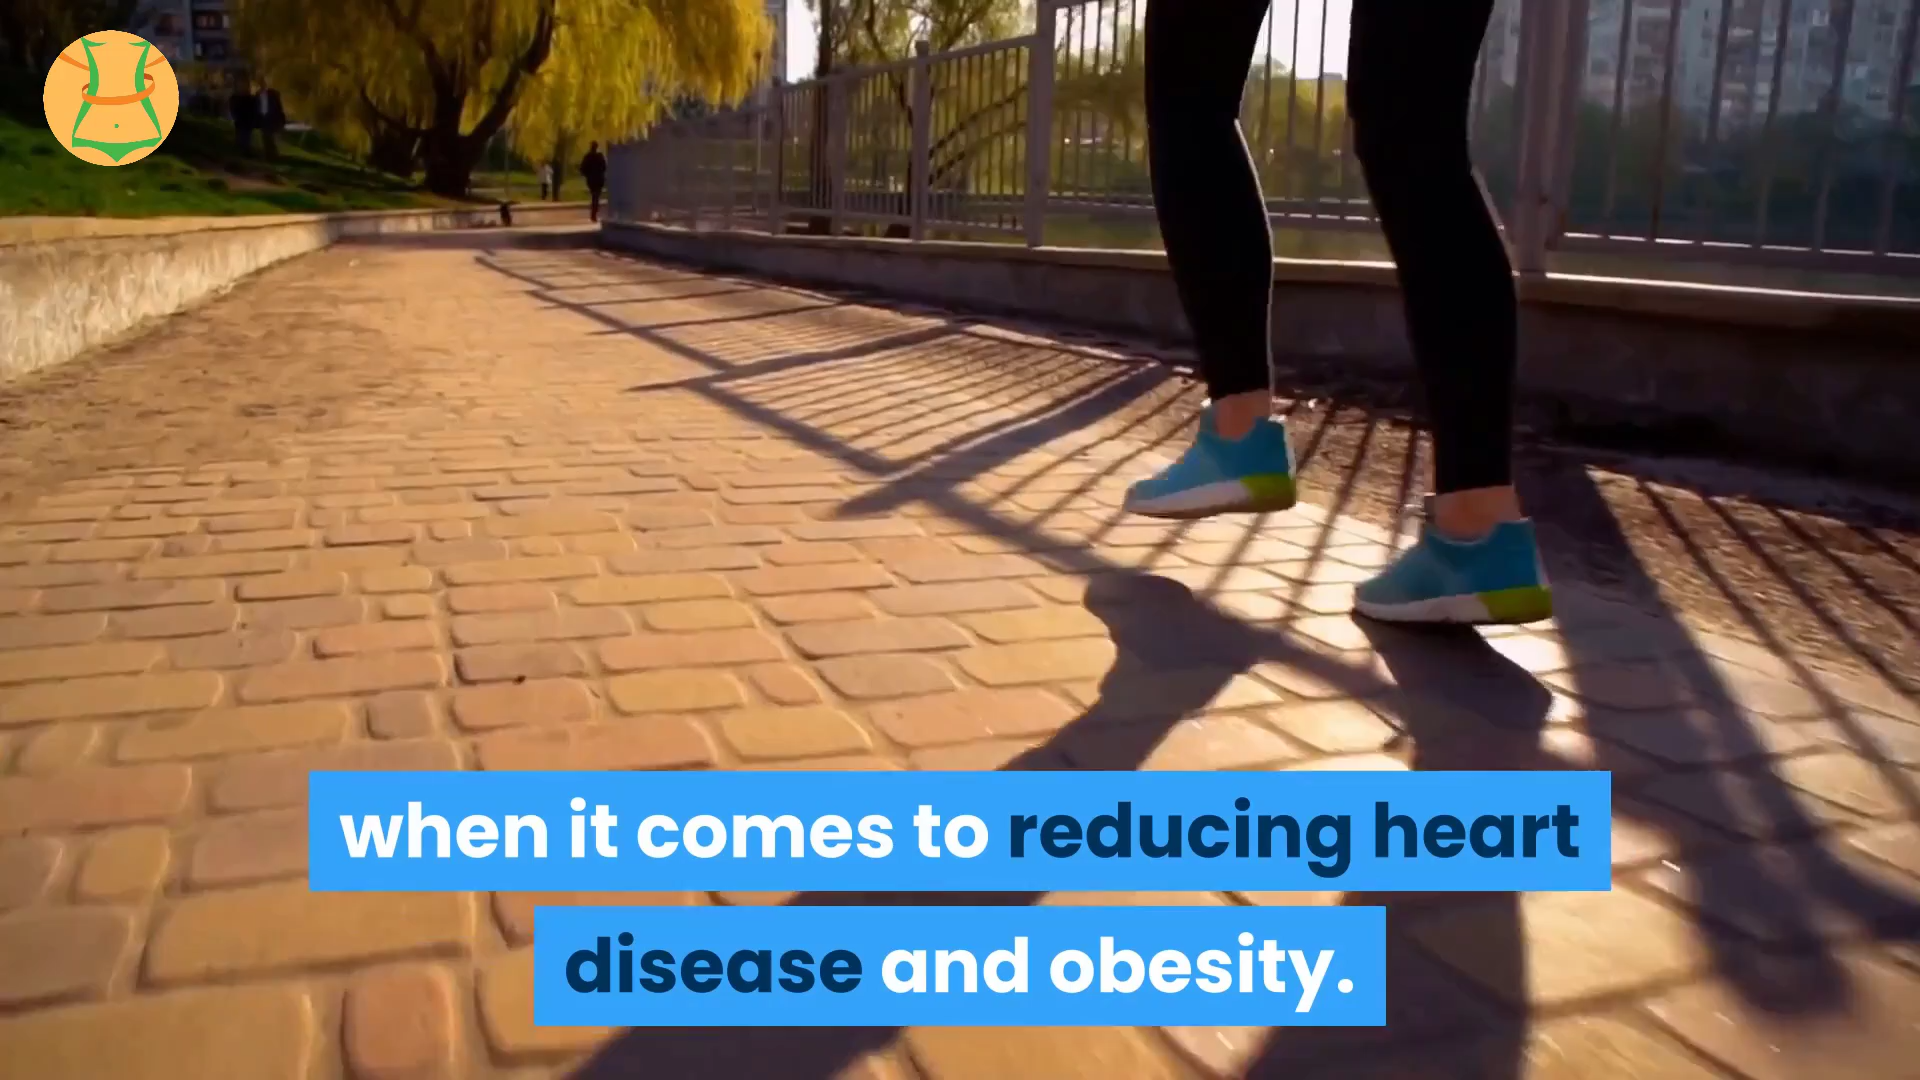 when it comes to reducing heart
disease and obesity.